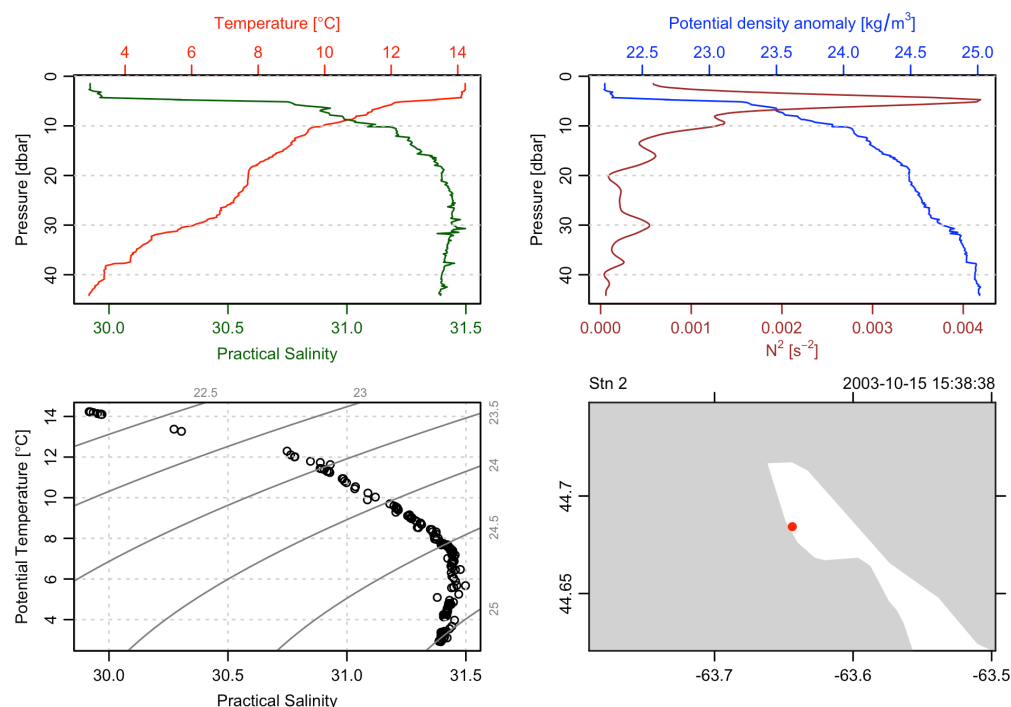 Temperature [°C]
4 6 8 10 12 14
0
10
20
30
40
Pressure [dbar]
30.0 30.5 31.0 31.5
Practical Salinity
Potential density anomaly [kg/m³]
22.5 23.0 23.5 24.0 24.5 25.0
0
10
20
30
40
Pressure [dbar]
0.000 0.001 0.002 0.003 0.004
N² [s⁻²]
22.5 23
23.5
24
24.5
25
14
12
10
8
6
4
Potential Temperature [°C]
30.0 30.5 31.0 31.5
Practical Salinity
Stn 2 2003-10-15 15:38:38
44.7
44.65
-63.7 -63.6 -63.5